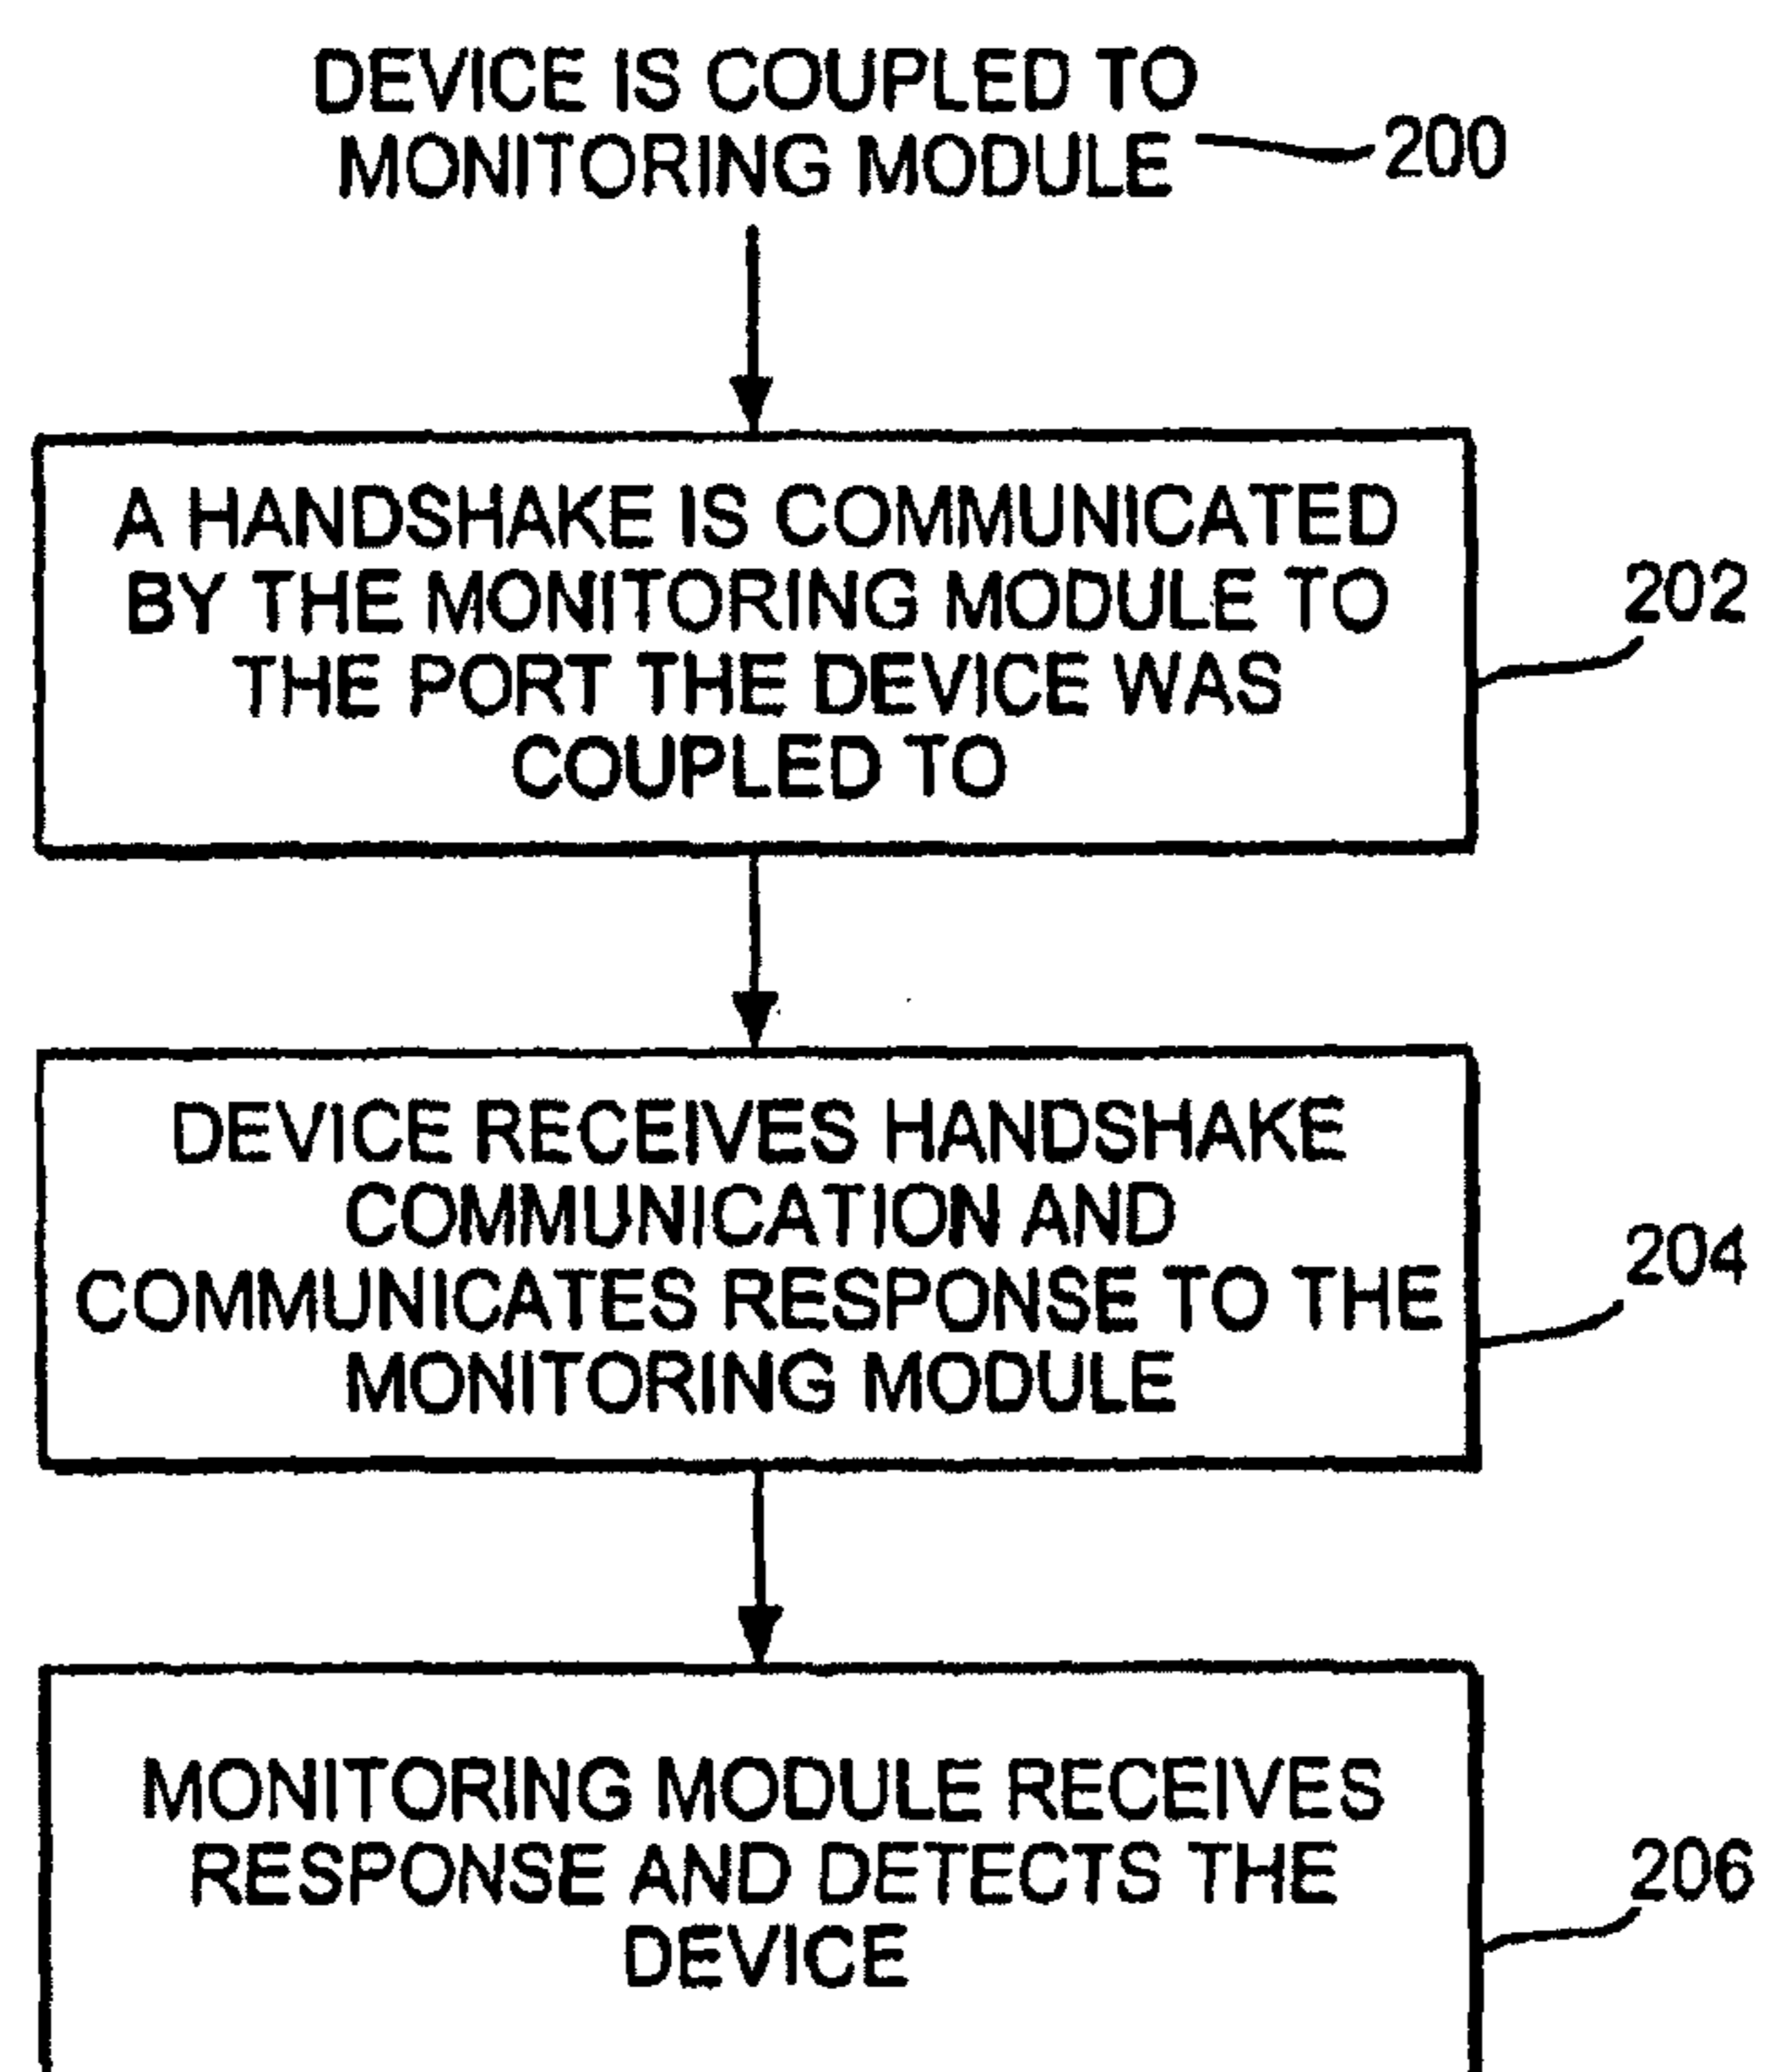 DEVICE IS COUPLED TO
MONITORING MODULE
200
A HANDSHAKE IS COMMUNICATED
BY THE MONITORING MODULE TO
THE PORT THE DEVICE WAS
COUPLED TO
202
DEVICE RECEIVES HANDSHAKE
COMMUNICATION AND
COMMUNICATES RESPONSE TO THE
MONITORING MODULE
204
MONITORING MODULE RECEIVES
RESPONSE AND DETECTS THE
DEVICE
206